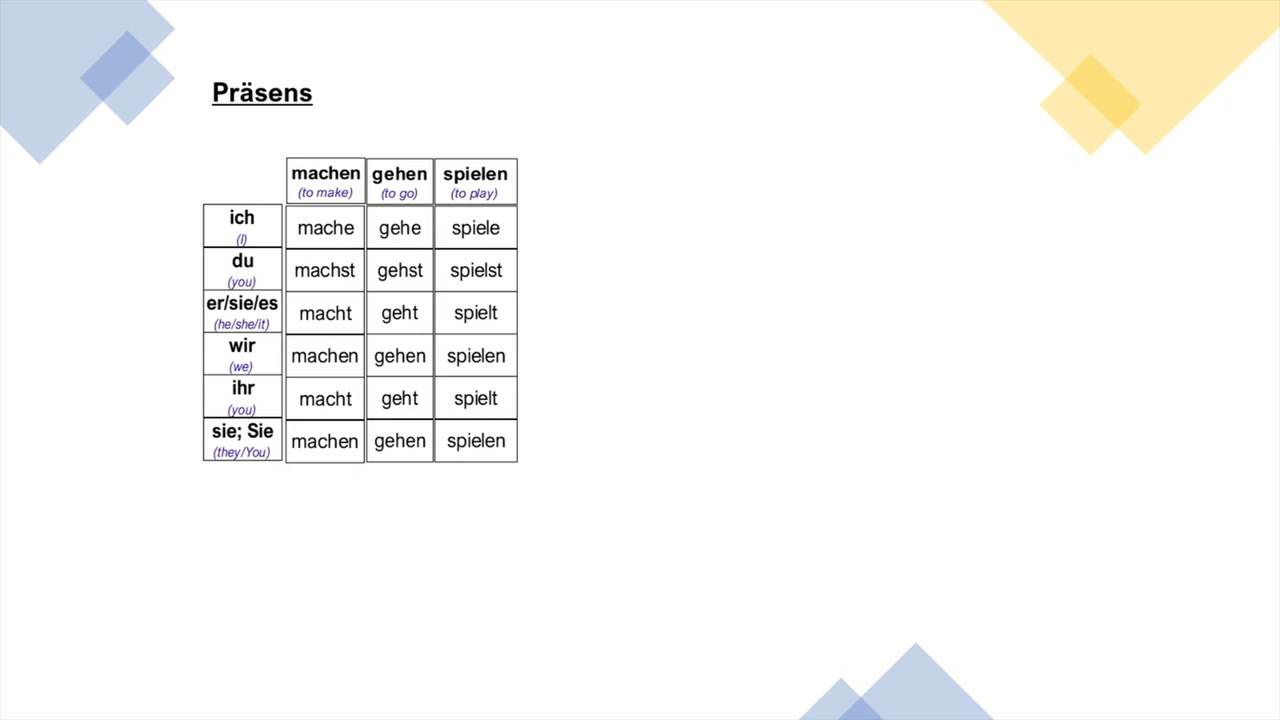 Präsens
machen gehen spielen
(to make) (to go) (to play)
ich
(I)
mache gehe spiele
du
(you)
machst gehst spielst
er/sie/es
(he/she/it)
macht geht spielt
wir
(we)
machen gehen spielen
ihr
(you)
macht geht spielt
sie; Sie
(they/You)
machen gehen spielen